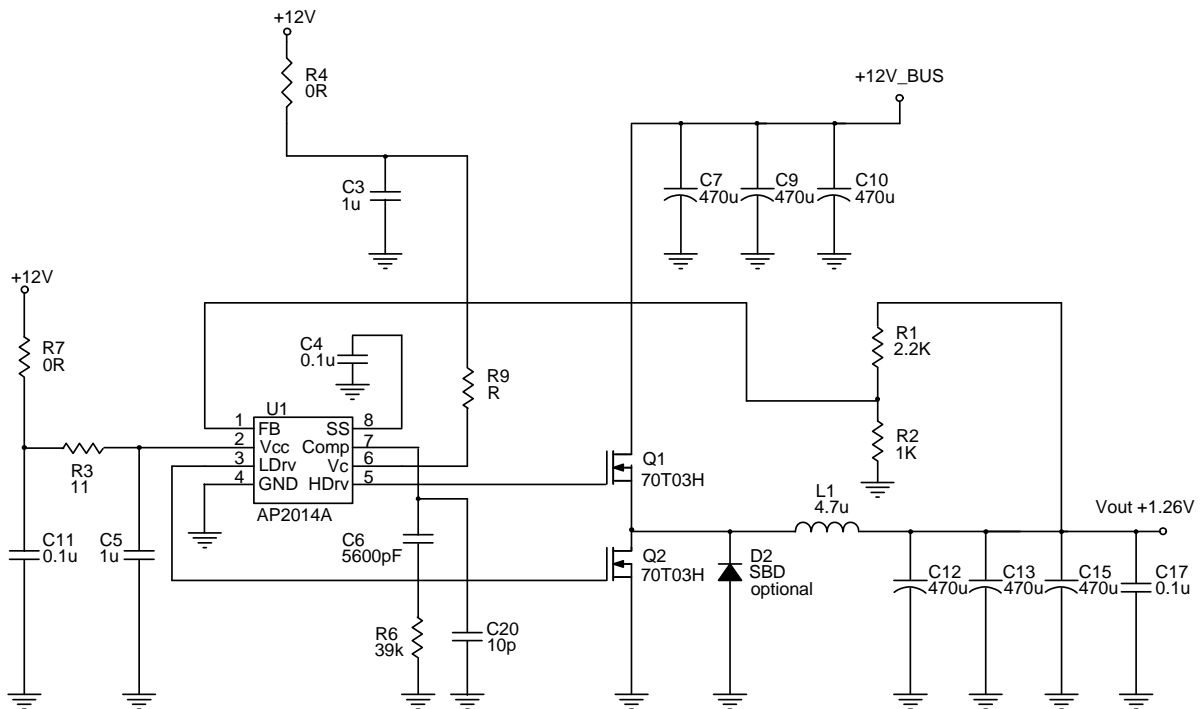 +12V
R4
0R
+12V_BUS
C3
1u
C7
470u
C9
470u
C10
470u
+12V
R7
0R
C4
0.1u
R9
R
R1
2.2K
R2
1K
U1
1
FB
SS
8
2
Vcc
Comp
7
3
LDrv
Vc
6
4
GND
HDrv
5
AP2014A
R3
11
Q1
70T03H
L1
4.7u
Vout +1.26V
C11
0.1u
C5
1u
C6
5600pF
Q2
70T03H
D2
SBD
optional
C12
470u
C13
470u
C15
470u
C17
0.1u
R6
39k
C20
10p